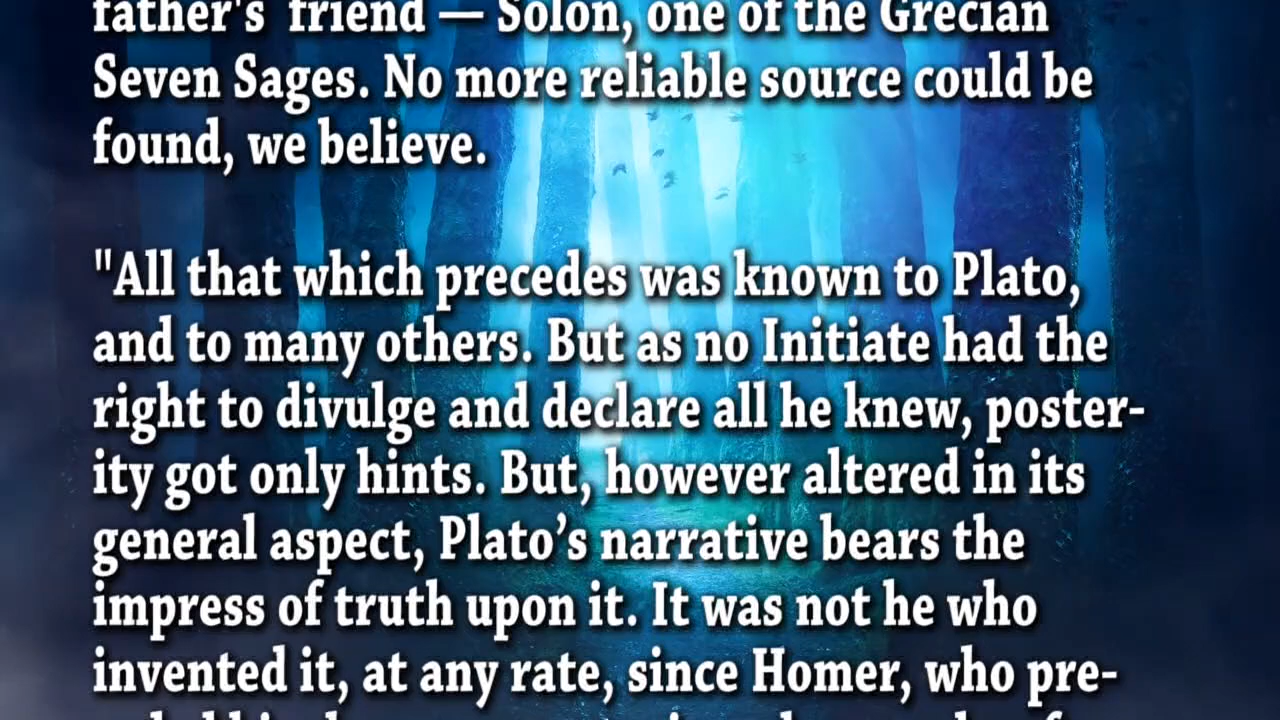 father's friend — Solon, one of the Grecian
Seven Sages. No more reliable source could be
found, we believe.
"All that which precedes was known to Plato,
and to many others. But as no Initiate had the
right to divulge and declare all he knew, poster-
ity got only hints. But, however altered in its
general aspect, Plato’s narrative bears the
impress of truth upon it. It was not he who
invented it, at any rate, since Homer, who pre-